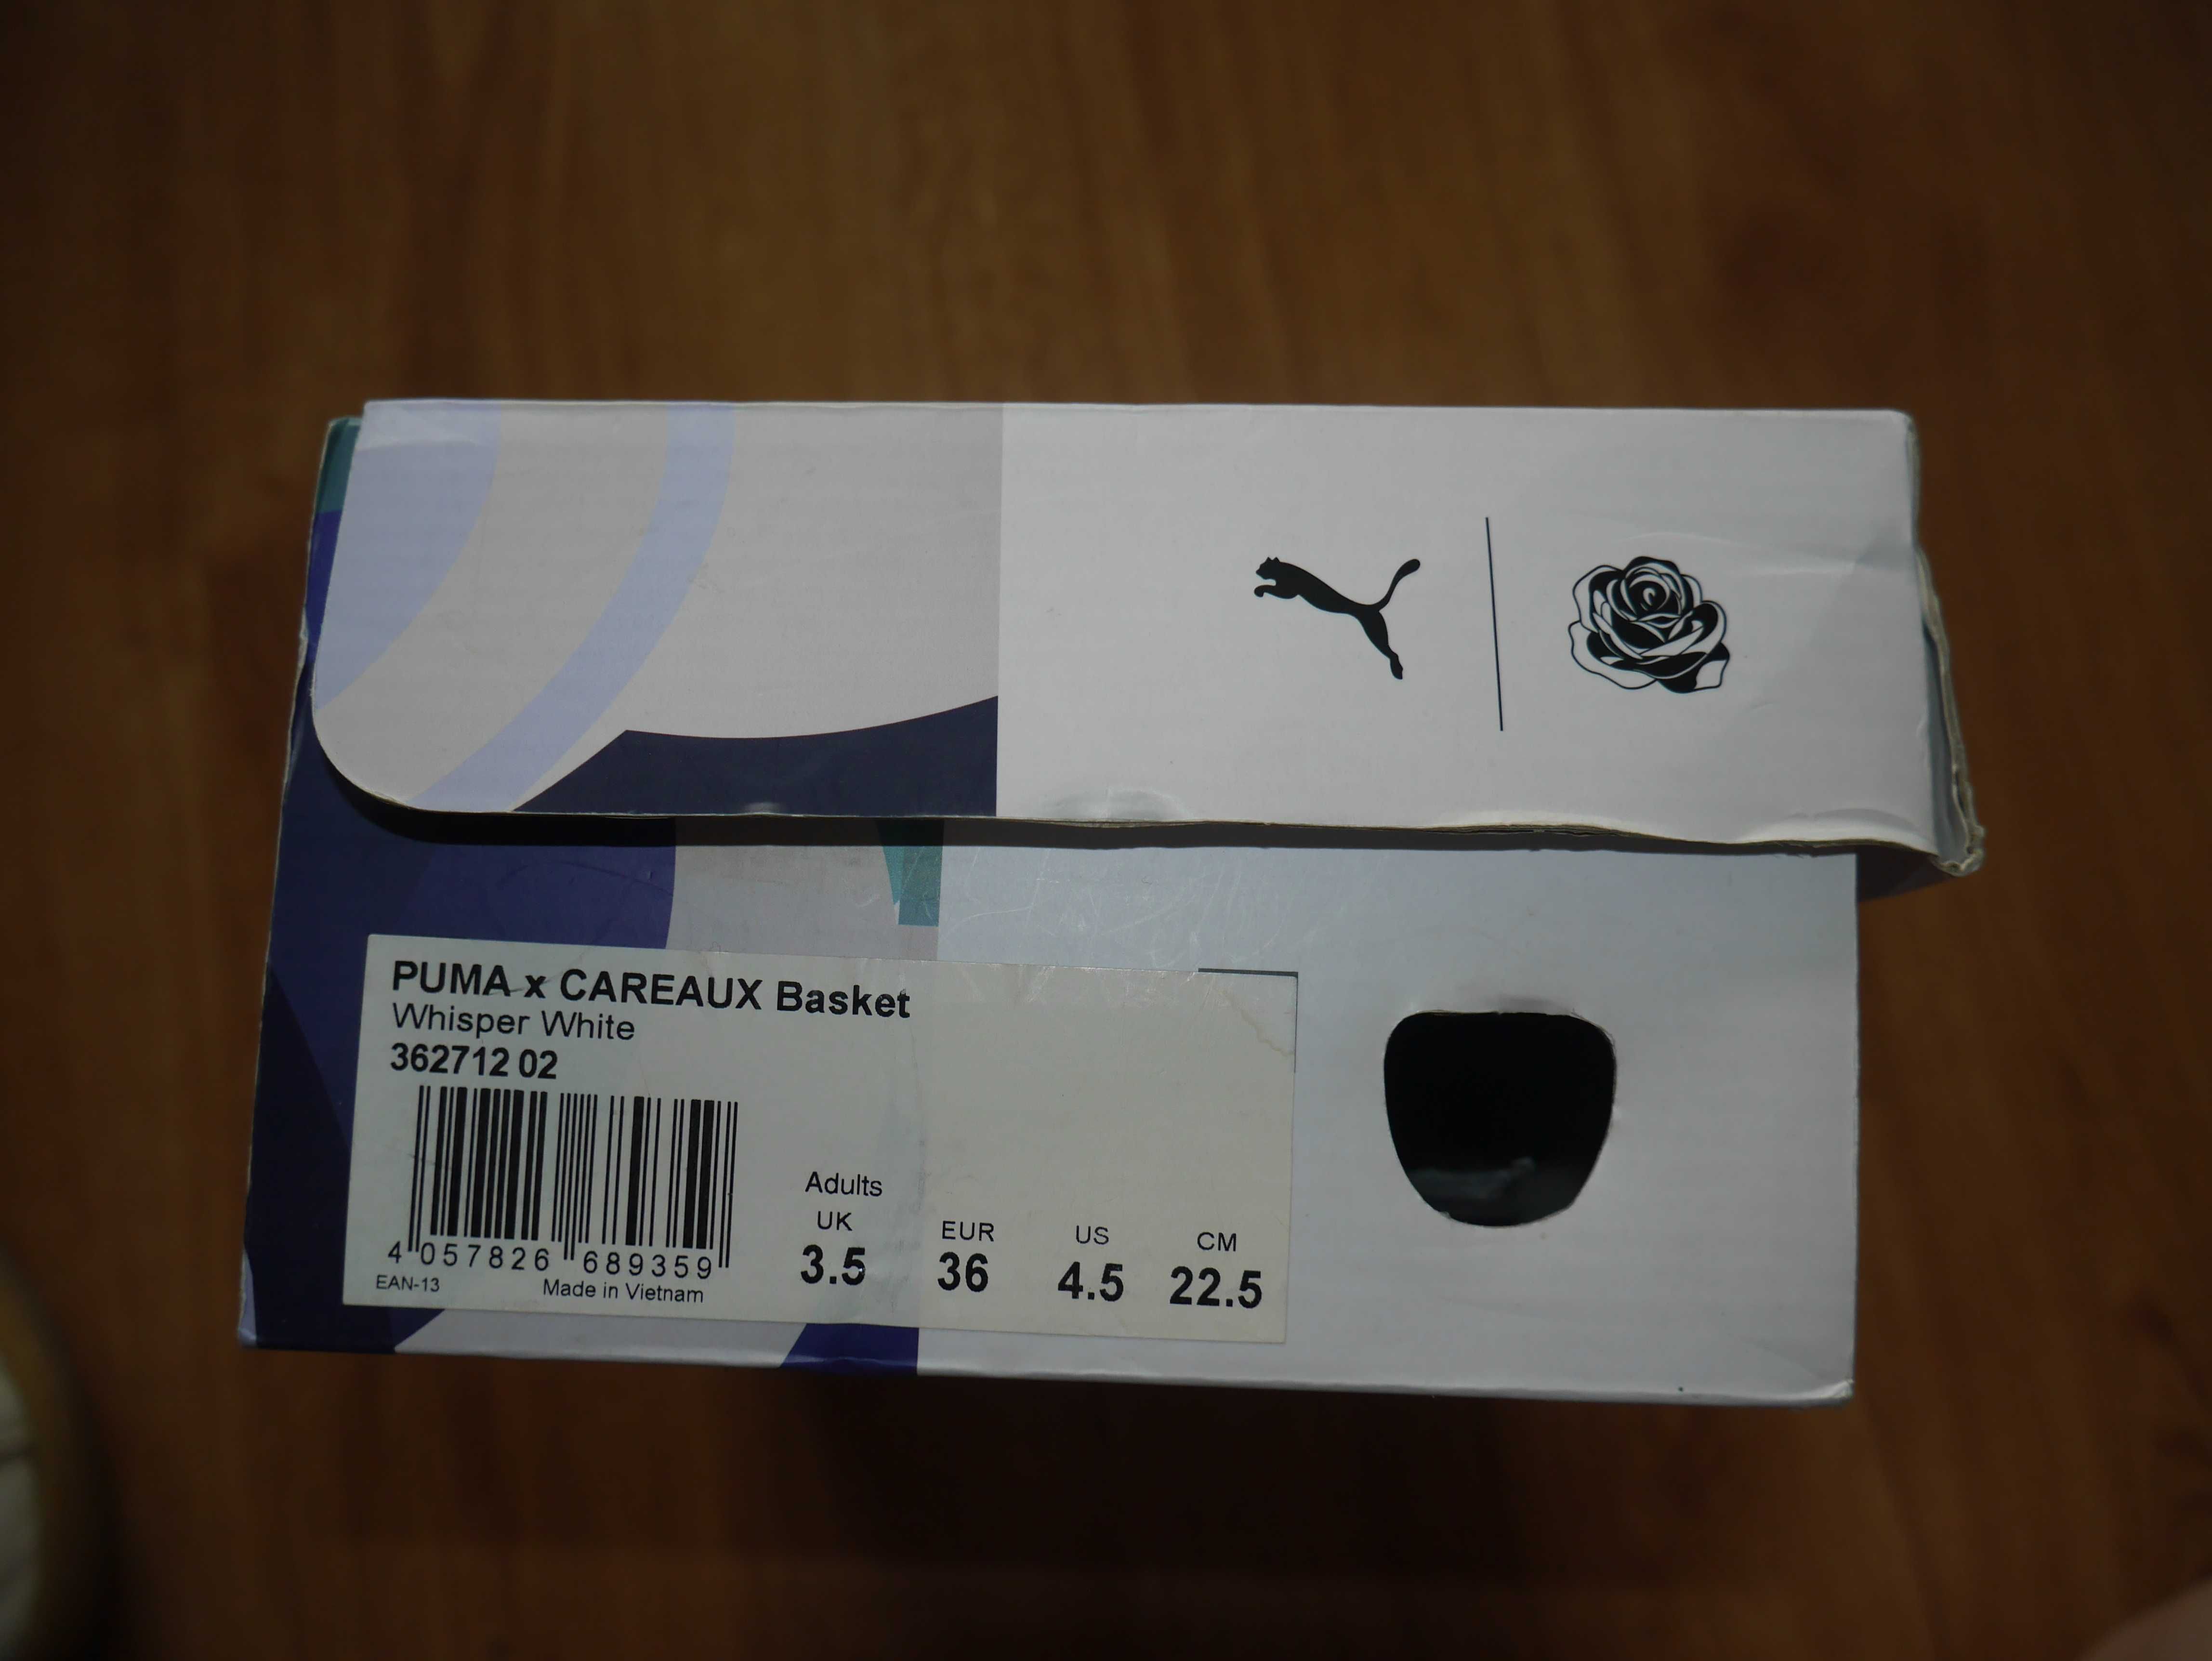 PUMA x CAREAUX Basket
Whisper White
362712 02
4 057826 689359
EAN-13
Made in Vietnam
Adults
UK EUR US CM
3.5 36 4.5 22.5